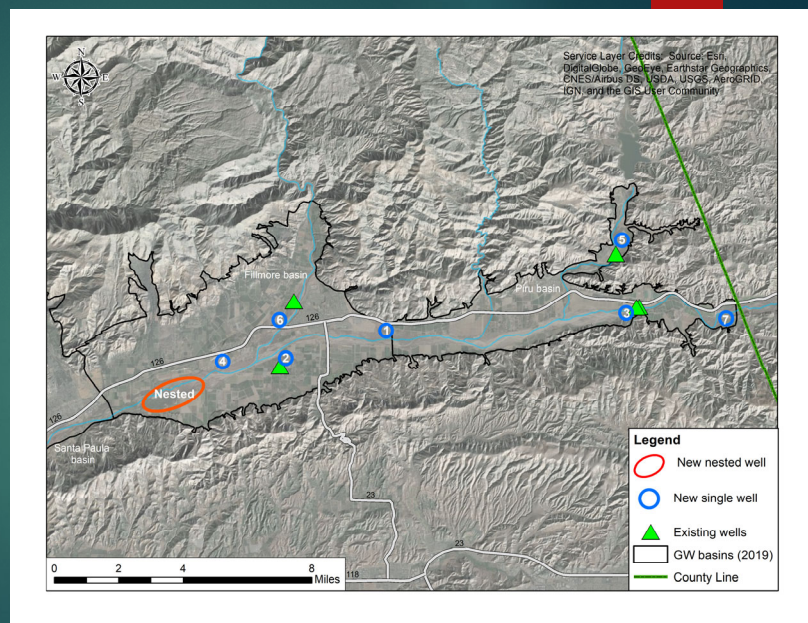 N
W E
S
Service Layer Credits: Source, Esri,
DigitalGlobe, GeoEye, Earthstar Geographics,
CNES/Airbus DS, USDA, USGS, AeroGRID,
IGN, and the GIS User Community
5
Fillmore basin
Piru basin
6
126
1
3
7
126
4
2
Nested
126
Santa Paula
basin
23
23
118
Legend
New nested well
New single well
Existing wells
GW basins (2019)
County Line
0 2 4 8
Miles